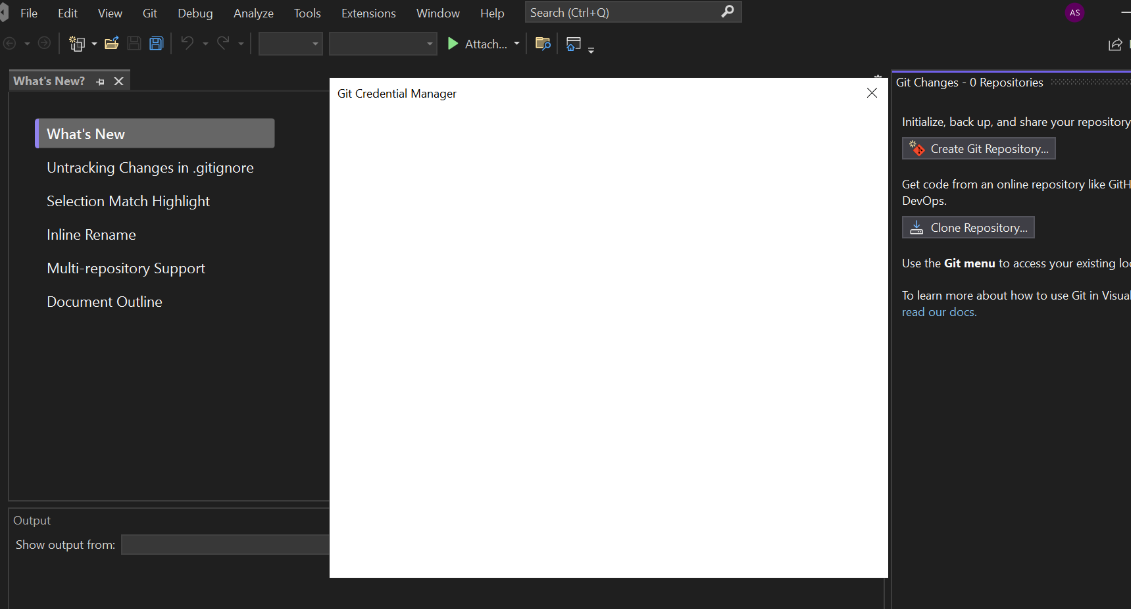 File Edit View Git Debug Analyze Tools Extensions Window Help Search (Ctrl+Q) AS
Attach...
What's New?
What's New
Untracking Changes in .gitignore
Selection Match Highlight
Inline Rename
Multi-repository Support
Document Outline
Output
Show output from:
Git Credential Manager
Git Changes - 0 Repositories
Initialize, back up, and share your repository
Create Git Repository...
Get code from an online repository like GitH
DevOps.
Clone Repository...
Use the Git menu to access your existing lo
To learn more about how to use Git in Visual
read our docs.